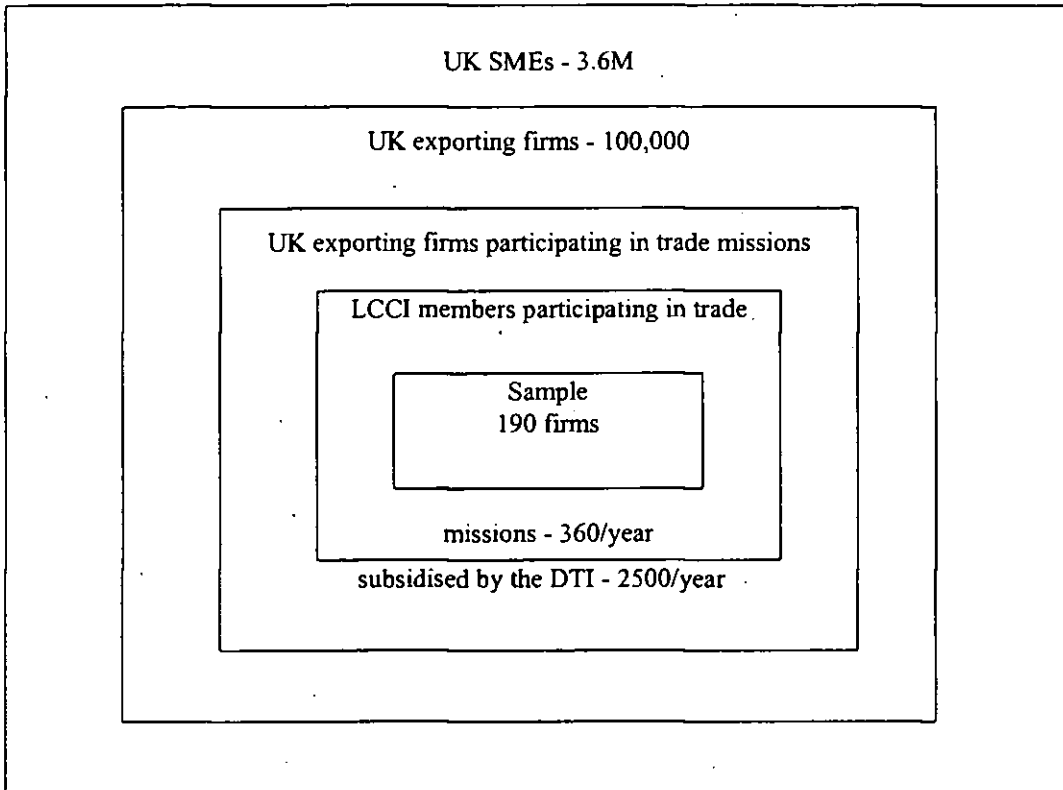 UK SMEs - 3.6M
UK exporting firms - 100,000
UK exporting firms participating in trade missions
LCCI members participating in trade
Sample
190 firms
missions - 360/year
subsidised by the DTI - 2500/year